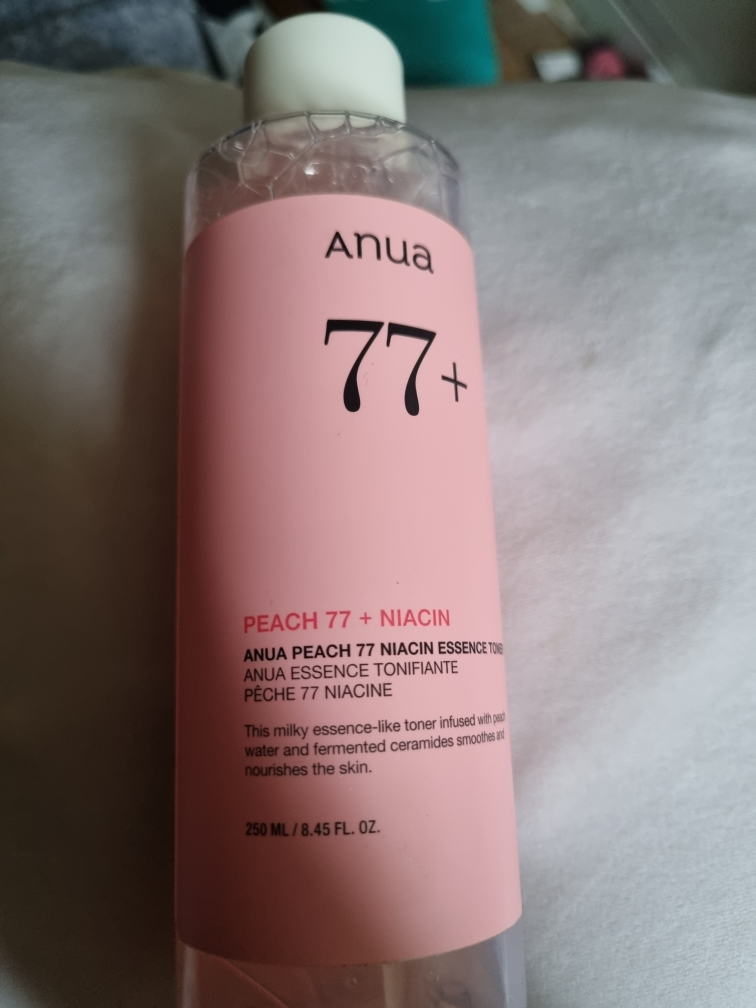 Anua
77+
PEACH 77 + NIACIN
ANUA PEACH 77 NIACIN ESSENCE TONER
ANUA ESSENCE TONIFIANTE
PÊCHE 77 NIACINE
This milky essence-like toner infused with peach
water and fermented ceramides smoothes and
nourishes the skin.
250 ML / 8.45 FL. OZ.